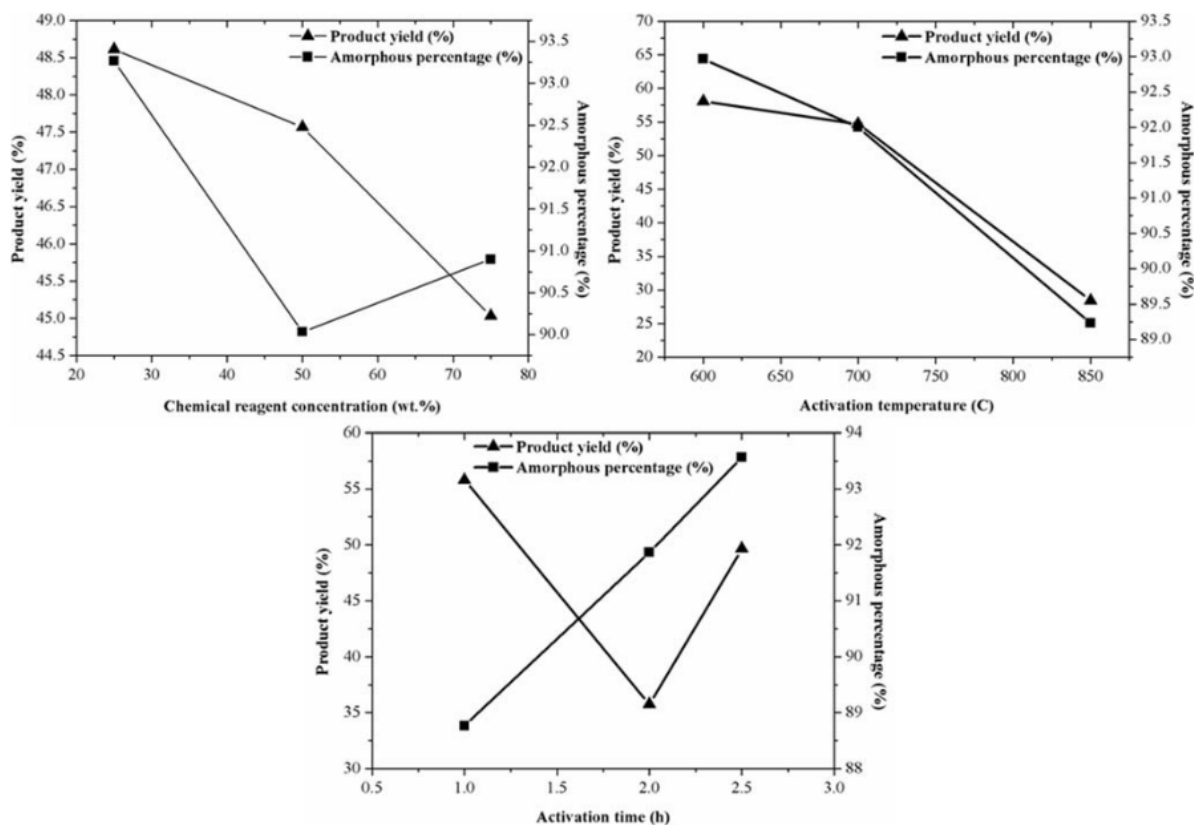 Product yield (%)
Amorphous percentage (%)
49.0
48.5
48.0
47.5
47.0
46.5
46.0
45.5
45.0
44.5
Product yield (%)
93.5
93.0
92.5
92.0
91.5
91.0
90.5
90.0
Amorphous percentage (%)
20 30 40 50 60 70 80
Chemical reagent concentration (wt.%)
Product yield (%)
Amorphous percentage (%)
70
65
60
55
50
45
40
35
30
25
20
Product yield (%)
93.5
93.0
92.5
92.0
91.5
91.0
90.5
90.0
89.5
89.0
Amorphous percentage (%)
600 650 700 750 800 850
Activation temperature (C)
Product yield (%)
Amorphous percentage (%)
60
55
50
45
40
35
30
Product yield (%)
94
93
92
91
90
89
88
Amorphous percentage (%)
0.5 1.0 1.5 2.0 2.5 3.0
Activation time (h)